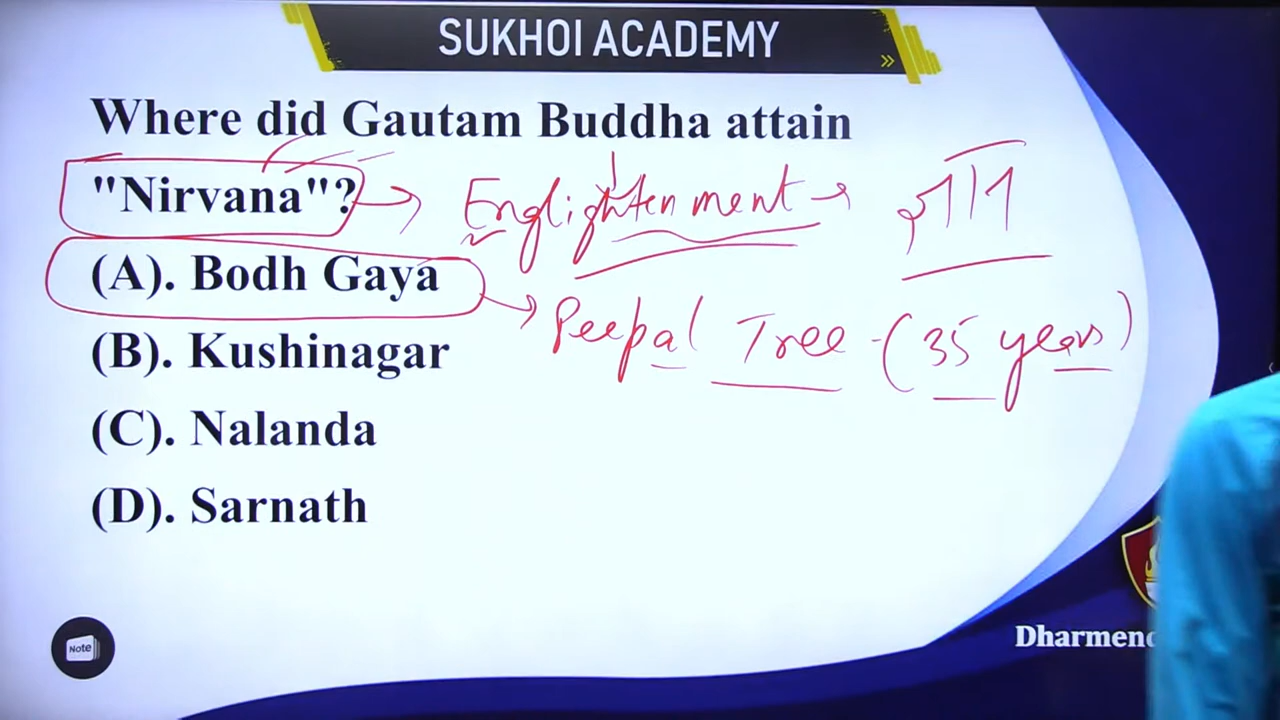 SUKHOI ACADEMY
Where did Gautam Buddha attain
"Nirvana"? → Englightenment → ज्ञान
(A). Bodh Gaya → Peepal Tree - (35 years)
(B). Kushinagar
(C). Nalanda
(D). Sarnath
Note